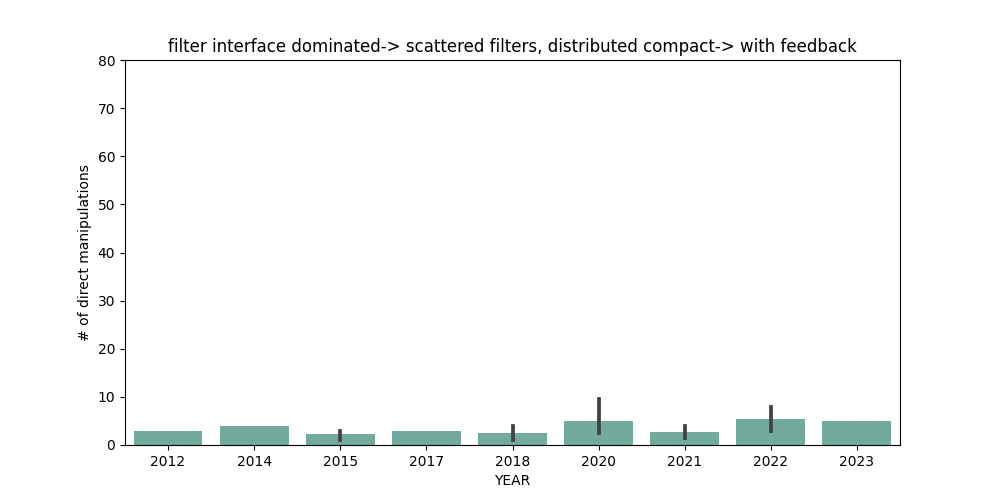 filter interface dominated-> scattered filters, distributed compact-> with feedback
80
70
60
50
40
30
20
10
0
# of direct manipulations
2012 2014 2015 2017 2018 2020 2021 2022 2023
YEAR